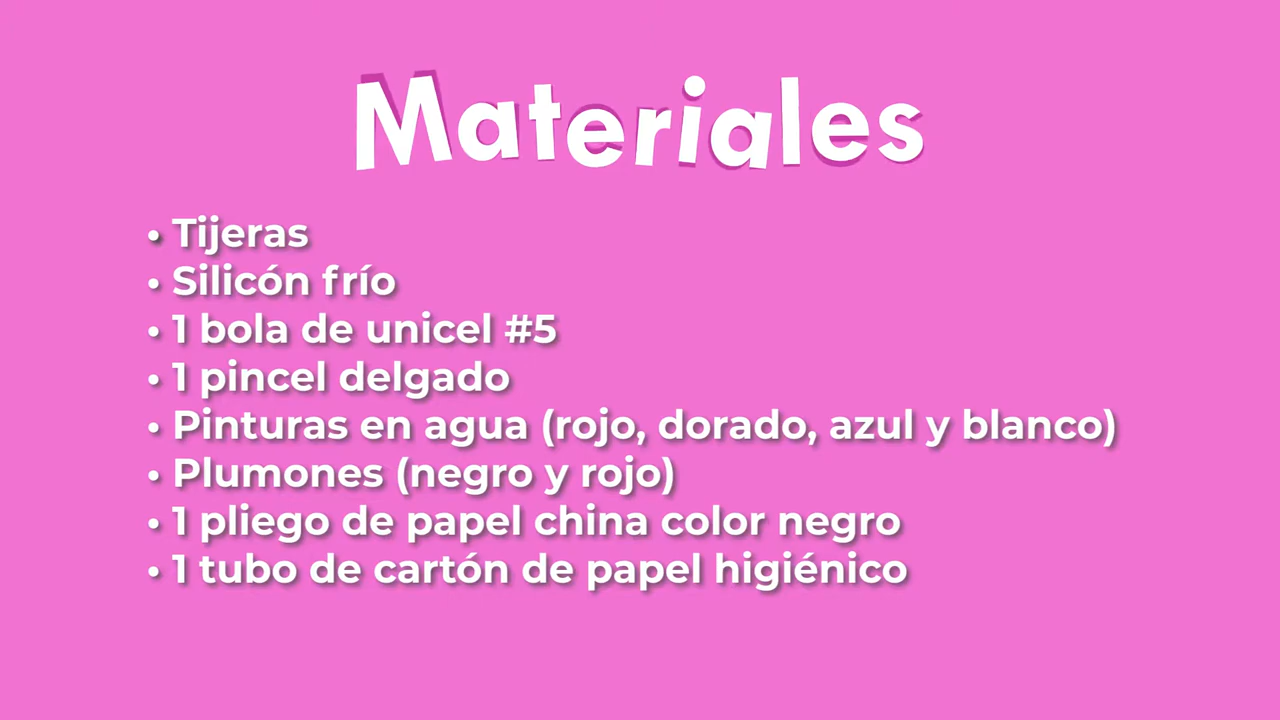 Materiales
• Tijeras
• Silicón frío
• 1 bola de unicel #5
• 1 pincel delgado
• Pinturas en agua (rojo, dorado, azul y blanco)
• Plumones (negro y rojo)
• 1 pliego de papel china color negro
• 1 tubo de cartón de papel higiénico